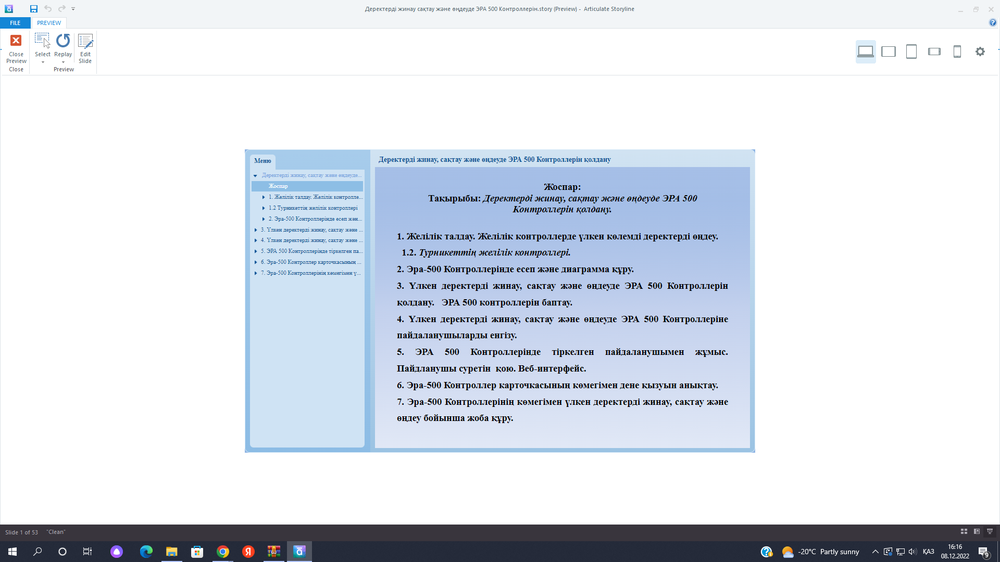 Деректерді жинау сақтау және өңдеуде ЭРА 500 Контроллерін.story (Preview) - Articulate Storyline
FILE
PREVIEW
Close Preview
Select
Replay
Edit Slide
Close
Preview
Меню
Деректерді жинау, сақтау және өңдеуде...
Жоспар
1. Желілік талдау. Желілік контролле...
1.2 Турникеттің желілік контроллері
2. Эра-500 Контроллерінде есеп жән...
3. Үлкен деректерді жинау, сақтау және ...
4. Үлкен деректерді жинау, сақтау және ...
5. ЭРА 500 Контроллерінде тіркелген па...
6. Эра-500 Контроллер карточкасының ...
7. Эра-500 Контроллерінің көмегімен ү...
Деректерді жинау, сақтау және өңдеуде ЭРА 500 Контроллерін қолдану
Жоспар:
Тақырыбы: Деректерді жинау, сақтау және өңдеуде ЭРА 500
Контроллерін қолдану.
1. Желілік талдау. Желілік контроллерде үлкен көлемді деректерді өңдеу.
1.2. Турникеттің желілік контроллері.
2. Эра-500 Контроллерінде есеп және диаграмма құру.
3. Үлкен деректерді жинау, сақтау және өңдеуде ЭРА 500 Контроллерін
қолдану. ЭРА 500 контроллерін баптау.
4. Үлкен деректерді жинау, сақтау және өңдеуде ЭРА 500 Контроллеріне
пайдаланушыларды енгізу.
5. ЭРА 500 Контроллерінде тіркелген пайдаланушымен жұмыс.
Пайдланушы суретін қою. Веб-интерфейс.
6. Эра-500 Контроллер карточкасының көмегімен дене қызуын анықтау.
7. Эра-500 Контроллерінің көмегімен үлкен деректерді жинау, сақтау және
өңдеу бойынша жоба құру.
Slide 1 of 53
"Clean"
-20°C Partly sunny
ҚАЗ
16:16
08.12.2022
9